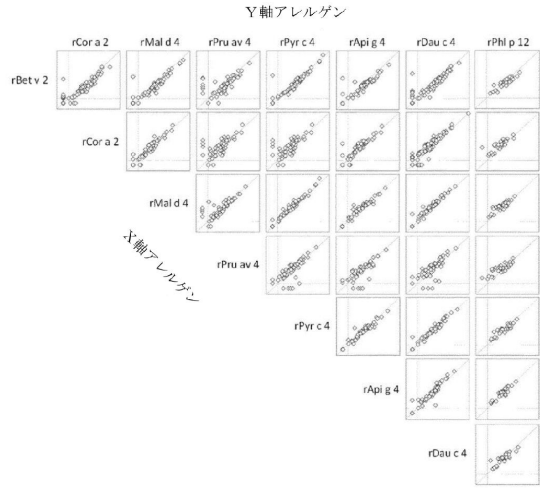 Y軸アレルゲン
rCor a 2 rMal d 4 rPru av 4 rPyr c 4 rApi g 4 rDau c 4 rPhl p 12
rBet v 2
rCor a 2
rMal d 4
X軸アレルゲン
rPru av 4
rPyr c 4
rApi g 4
rDau c 4